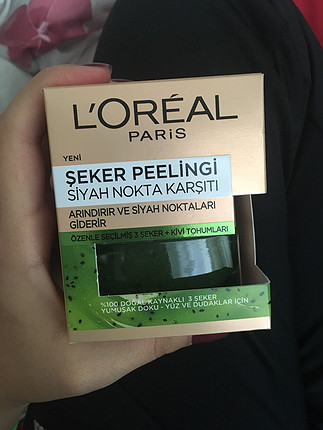 L'ORÉAL
PARIS
YENİ
ŞEKER PEELİNGİ
SİYAH NOKTA KARŞITI
ARINDIRIR VE SİYAH NOKTALARI
GİDERİR
ÖZENLE SEÇİLMİŞ 3 ŞEKER + KİVİ TOHUMLARI
%100 DOĞAL KAYNAKLI 3 ŞEKER
YUMUŞAK DOKU - YÜZ VE DUDAKLAR İÇİN